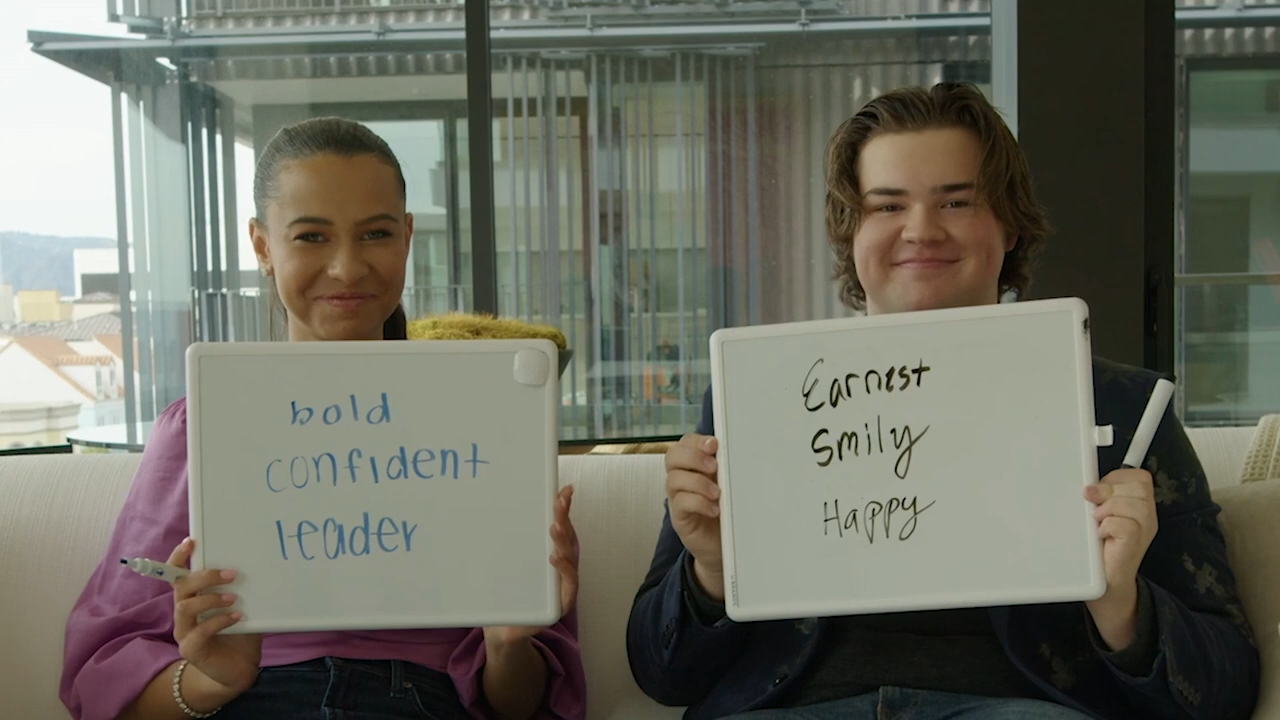 bold
confident
leader
Earnest
Smily
Happy